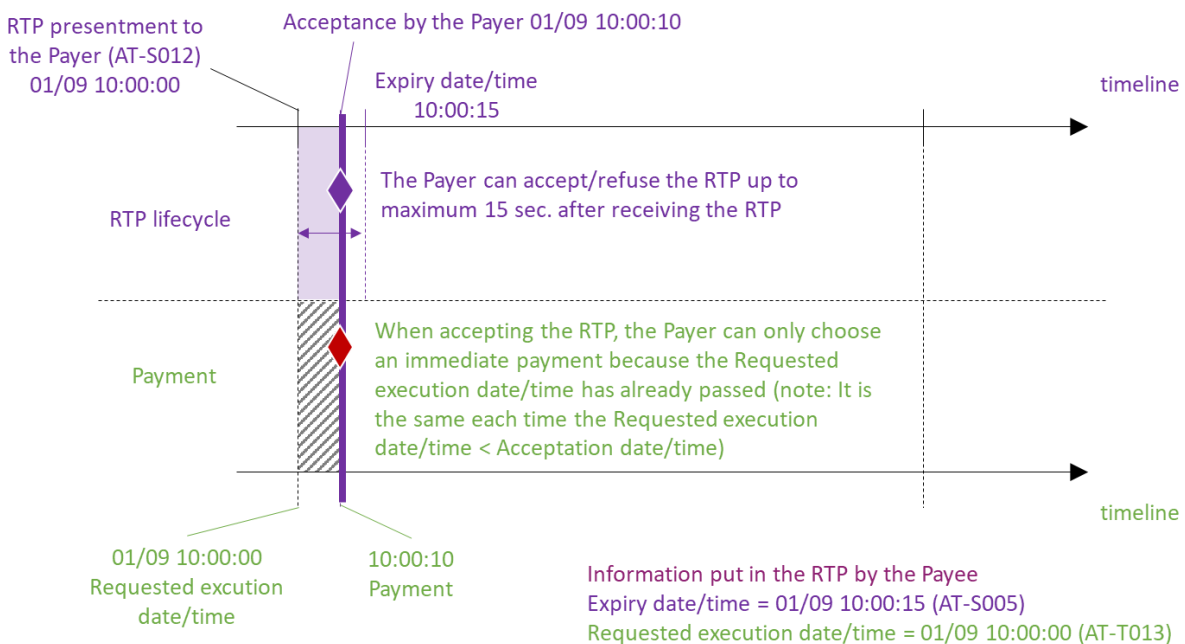 RTP presentment to
the Payer (AT-S012)
01/09 10:00:00
Acceptance by the Payer 01/09 10:00:10
Expiry date/time
10:00:15
timeline
The Payer can accept/refuse the RTP up to
maximum 15 sec. after receiving the RTP
RTP lifecycle
When accepting the RTP, the Payer can only choose
an immediate payment because the Requested
execution date/time has already passed (note: It is
the same each time the Requested execution
date/time < Acceptation date/time)
Payment
timeline
01/09 10:00:00
Requested excution
date/time
10:00:10
Payment
Information put in the RTP by the Payee
Expiry date/time = 01/09 10:00:15 (AT-S005)
Requested execution date/time = 01/09 10:00:00 (AT-T013)